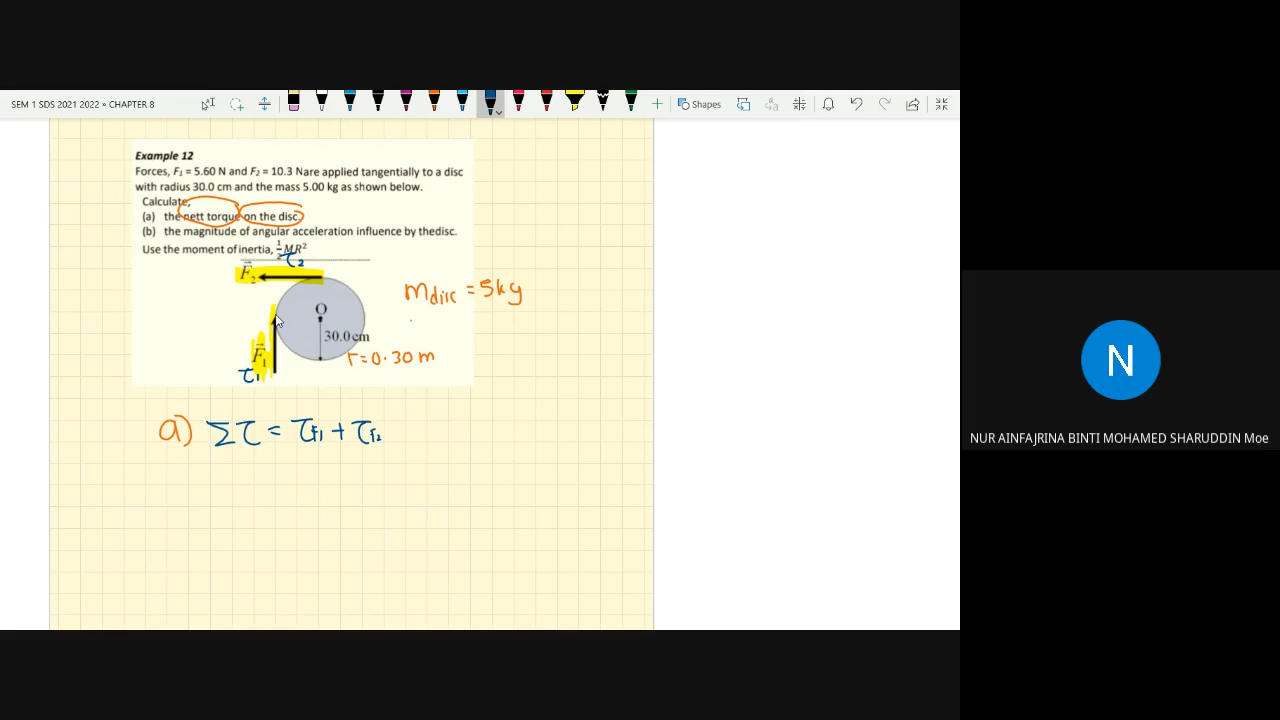 SEM 1 SDS 2021 2022 » CHAPTER 8
Shapes
Example 12
Forces, F₁ = 5.60 N and F₂ = 10.3 Nare applied tangentially to a disc
with radius 30.0 cm and the mass 5.00 kg as shown below.
Calculate,
(a) the nett torque on the disc.
(b) the magnitude of angular acceleration influence by thedisc.
Use the moment of inertia, ½MR²
τ₂
F₂
m disc = 5kg
O
30.0 cm
F₁
r = 0.30 m
τ₁
a) Στ = τF₁ + τF₂
N
NUR AINFAJRINA BINTI MOHAMED SHARUDDIN Moe